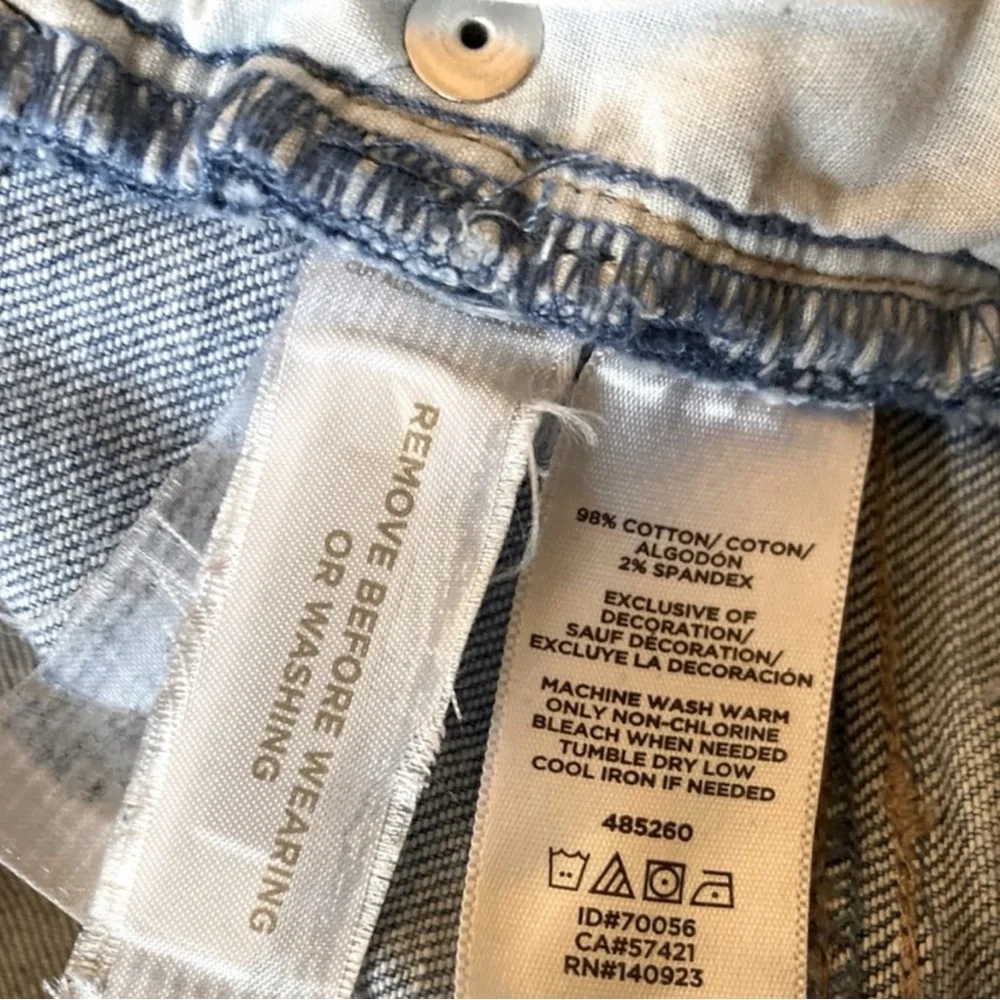 REMOVE BEFORE WEARING
OR WASHING
98% COTTON/ COTON/
ALGODÓN
2% SPANDEX
EXCLUSIVE OF
DECORATION/
SAUF DÉCORATION/
EXCLUYE LA DECORACIÓN
MACHINE WASH WARM
ONLY NON-CHLORINE
BLEACH WHEN NEEDED
TUMBLE DRY LOW
COOL IRON IF NEEDED
485260
ID#70056
CA#57421
RN#140923